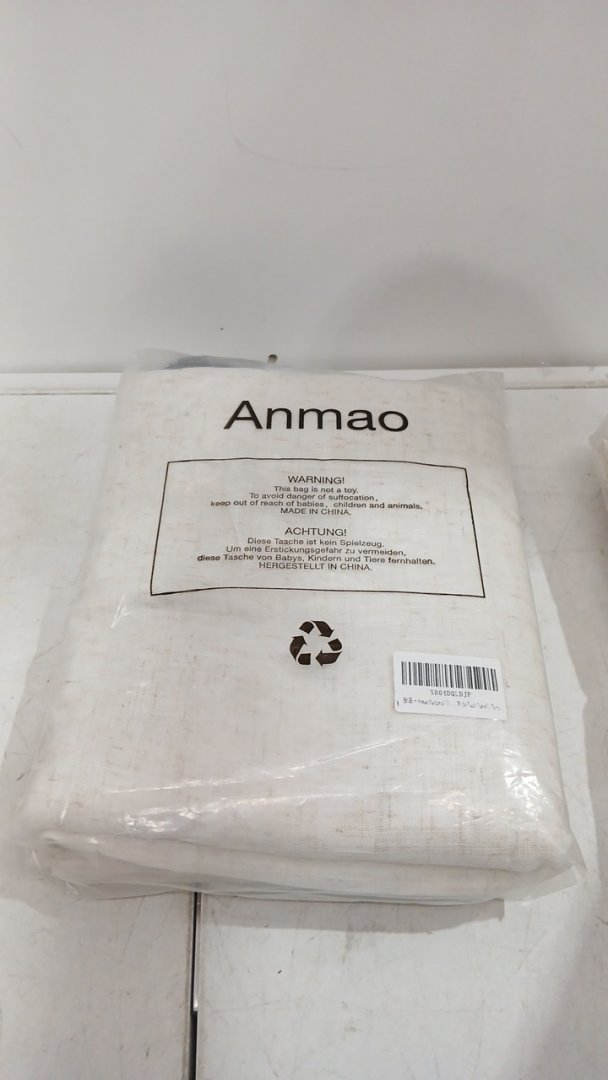 Anmao
WARNING!
This bag is not a toy.
To avoid danger of suffocation,
keep out of reach of babies, children and animals,
MADE IN CHINA.
ACHTUNG!
Diese Tasche ist kein Spielzeug.
Um eine Erstickungsgefahr zu vermeiden,
diese Tasche von Babys, Kindern und Tiere fernhalten.
HERGESTELLT IN CHINA.
X004DQLDJP